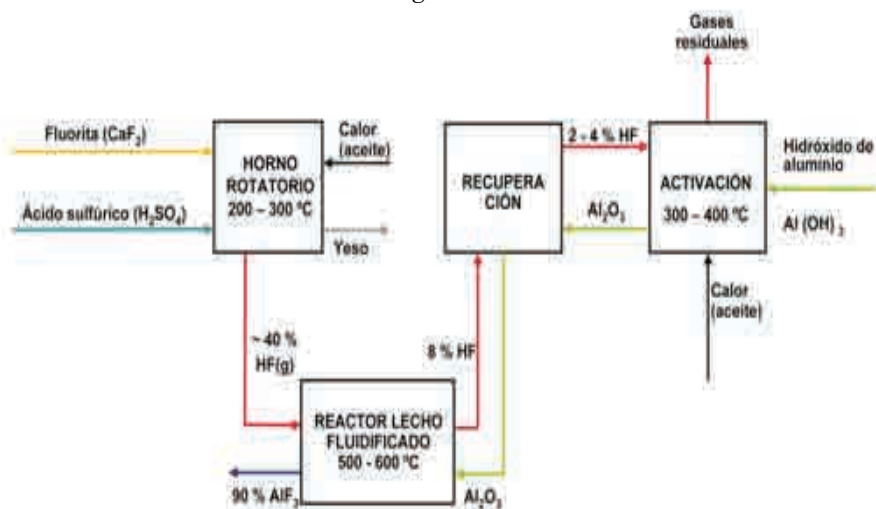 Gases
residuales
Fluorita (CaF2)
Calor
(aceite)
HORNO
ROTATORIO
200 – 300 ºC
Ácido sulfúrico (H2SO4)
Yeso
2 - 4 % HF
RECUPERA
CIÓN
Al2O3
ACTIVACIÓN
300 – 400 ºC
Hidróxido de
aluminio
Al (OH) 3
Calor
(aceite)
~ 40 %
HF(g)
8 % HF
REACTOR LECHO
FLUIDIFICADO
500 - 600 ºC
90 % AlF3
Al2O3